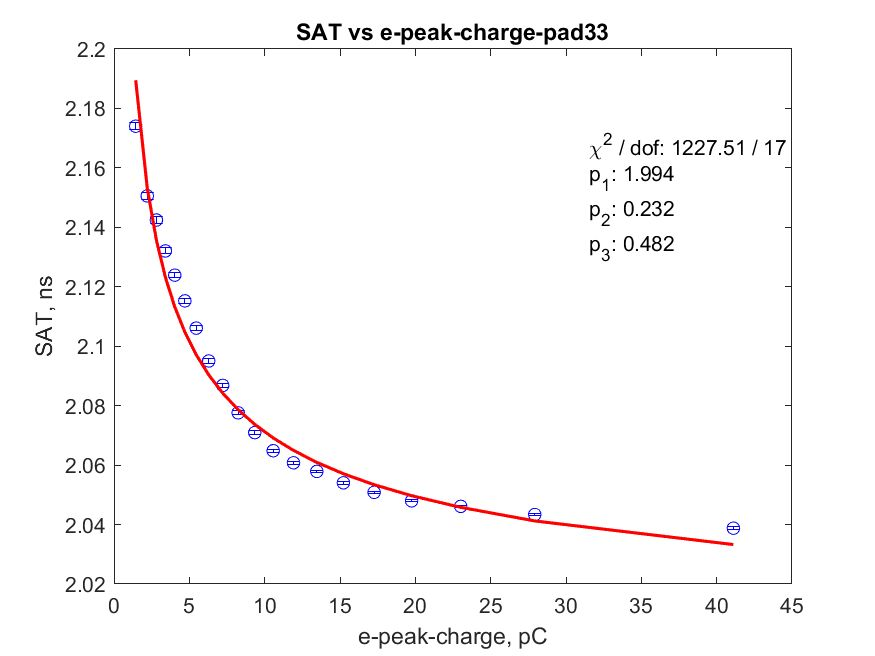 SAT vs e-peak-charge-pad33
2.2
2.18
2.16
2.14
2.12
2.1
2.08
2.06
2.04
2.02
SAT, ns
χ2 / dof: 1227.51 / 17
p1: 1.994
p2: 0.232
p3: 0.482
0 5 10 15 20 25 30 35 40 45
e-peak-charge, pC